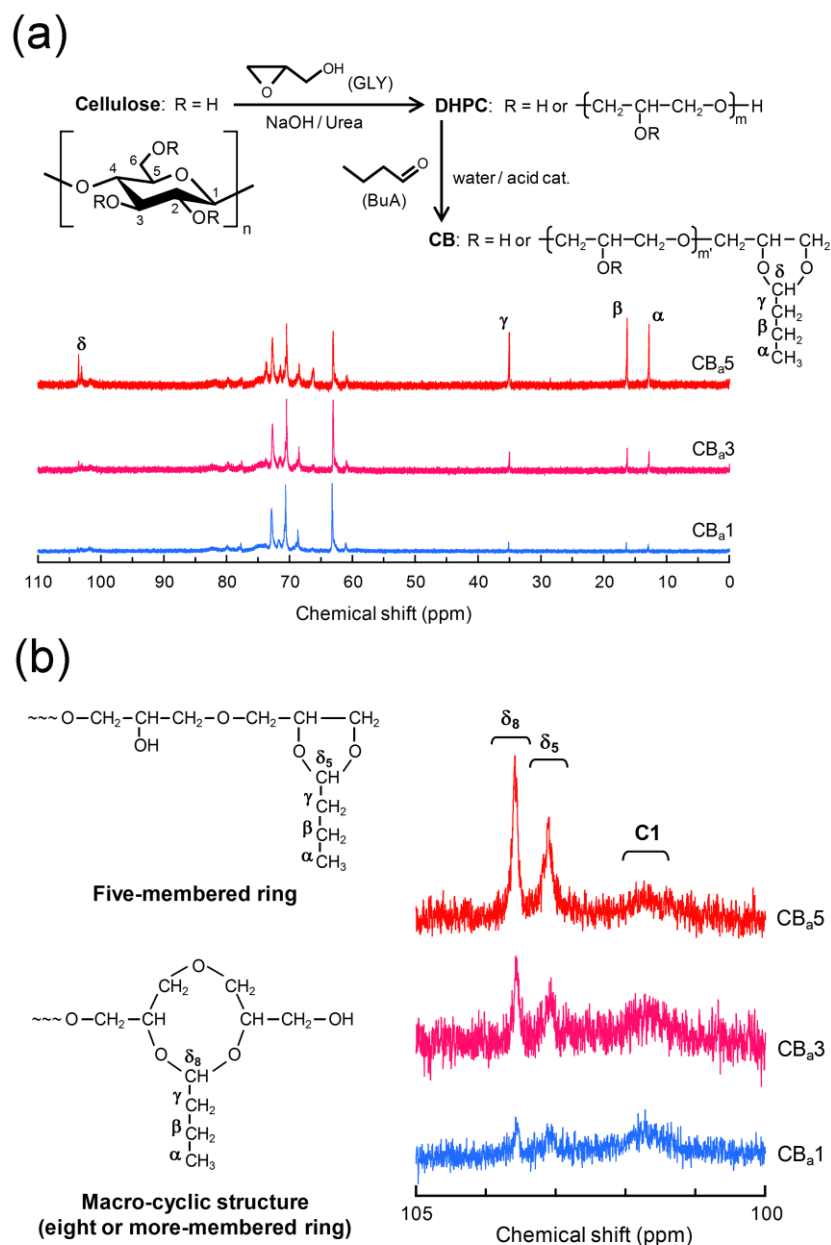 (a)
OH
O
(GLY)
Cellulose: R = H
NaOH / Urea
DHPC: R = H or —(CH₂—CH—CH₂—O)—H
m
OR
OR
6
4
5
O
O
1
O
RO
3
2
OR
n
O
(BuA)
water / acid cat.
CB: R = H or —(CH₂—CH—CH₂—O)—CH₂—CH—CH₂
m'
OR
O
O
δ
CH
γ
CH₂
β
CH₂
α
CH₃
δ
γ
β
α
CBₐ5
CBₐ3
CBₐ1
110 100 90 80 70 60 50 40 30 20 10 0
Chemical shift (ppm)
(b)
~~~O—CH₂—CH—CH₂—O—CH₂—CH—CH₂
OH
O
O
δ₅
CH
γ
CH₂
β
CH₂
α
CH₃
Five-membered ring
O
CH₂
CH₂
~~~O—CH₂—CH
CH—CH₂—OH
O
O
δ₈
CH
γ
CH₂
β
CH₂
α
CH₃
Macro-cyclic structure
(eight or more-membered ring)
δ₈
δ₅
C1
CBₐ5
CBₐ3
CBₐ1
105 100
Chemical shift (ppm)